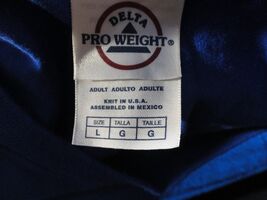 DELTA
PRO WEIGHT®
ADULT ADULTO ADULTE
KNIT IN U.S.A.
ASSEMBLED IN MEXICO
SIZE TALLA TAILLE
L G G